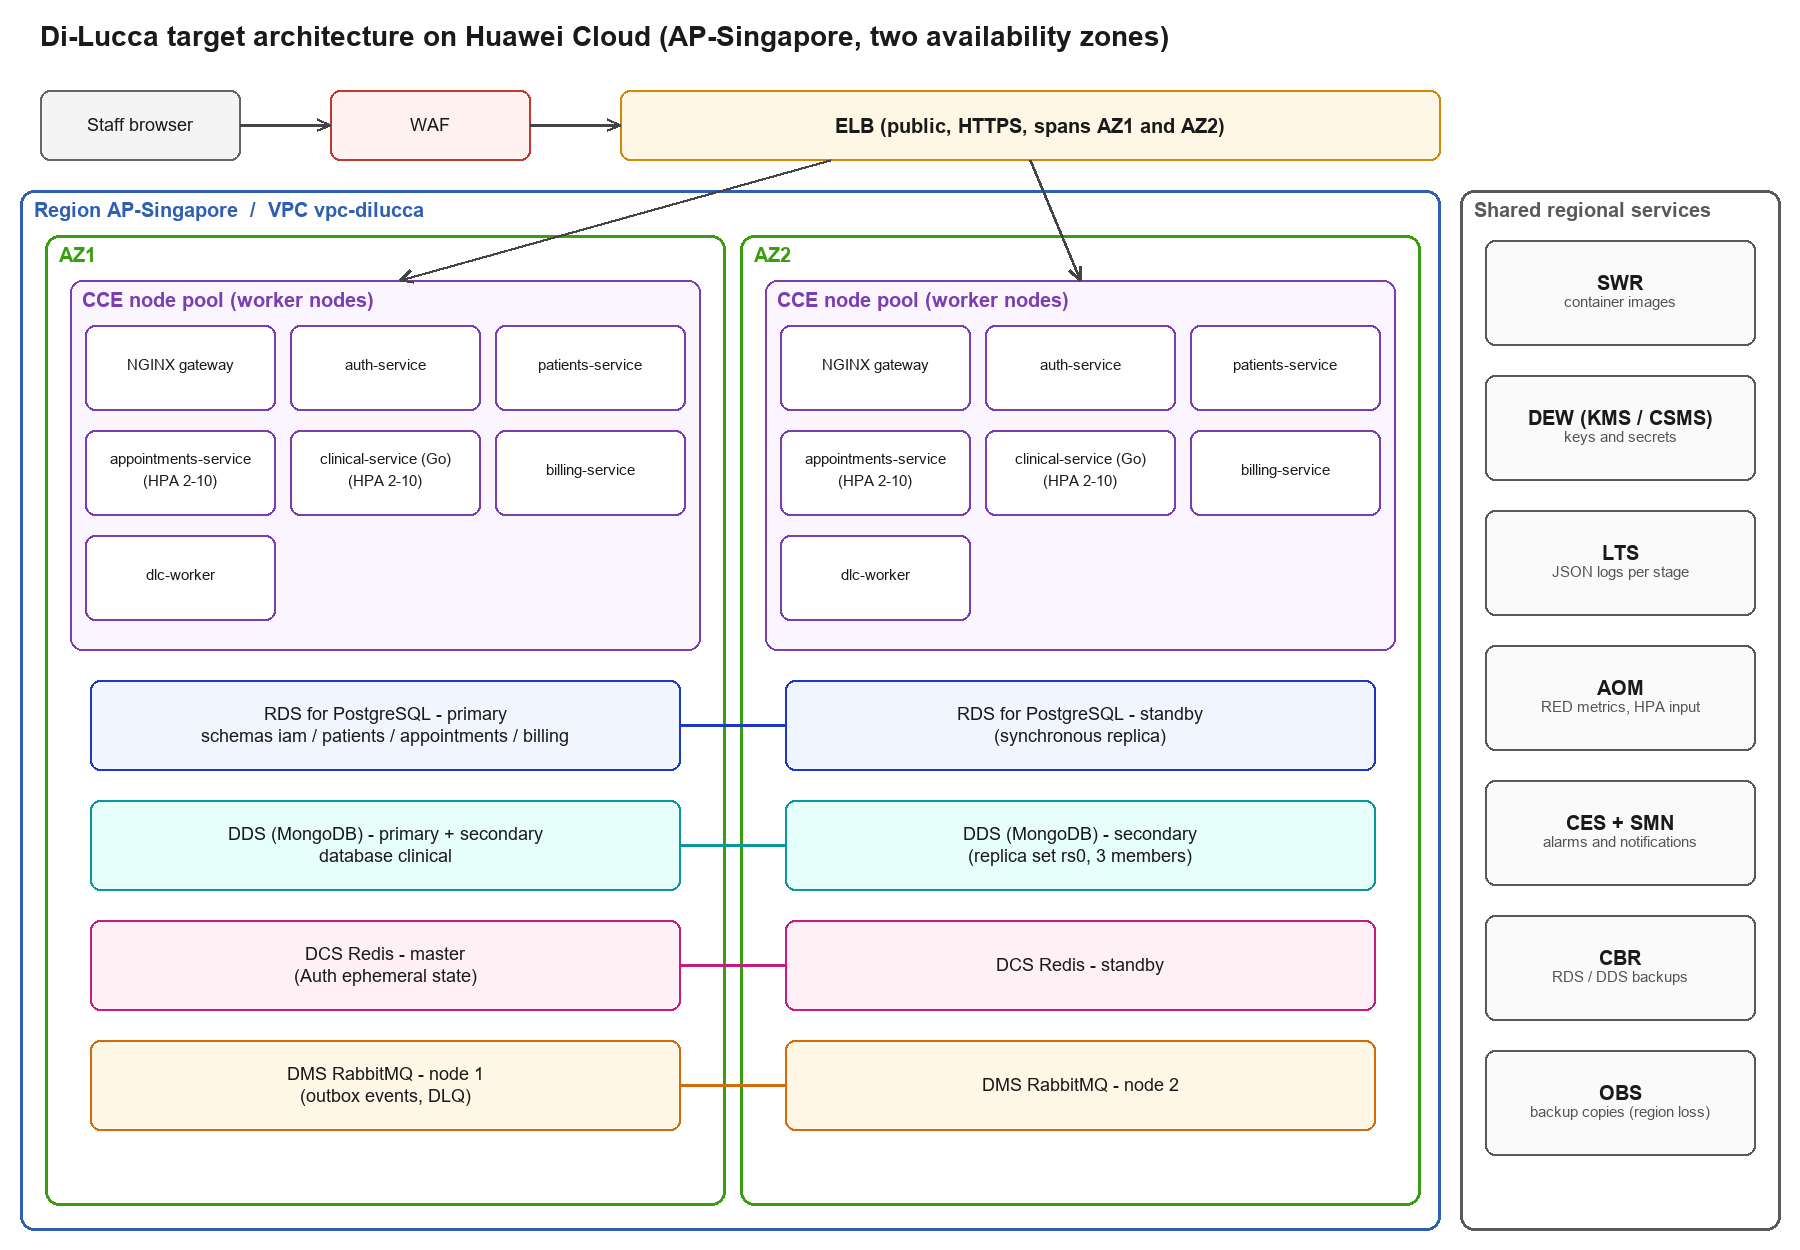 Di-Lucca target architecture on Huawei Cloud (AP-Singapore, two availability zones)
Staff browser
WAF
ELB (public, HTTPS, spans AZ1 and AZ2)
Region AP-Singapore / VPC vpc-dilucca
AZ1
CCE node pool (worker nodes)
NGINX gateway
auth-service
patients-service
appointments-service
(HPA 2-10)
clinical-service (Go)
(HPA 2-10)
billing-service
dlc-worker
RDS for PostgreSQL - primary
schemas iam / patients / appointments / billing
DDS (MongoDB) - primary + secondary
database clinical
DCS Redis - master
(Auth ephemeral state)
DMS RabbitMQ - node 1
(outbox events, DLQ)
AZ2
CCE node pool (worker nodes)
NGINX gateway
auth-service
patients-service
appointments-service
(HPA 2-10)
clinical-service (Go)
(HPA 2-10)
billing-service
dlc-worker
RDS for PostgreSQL - standby
(synchronous replica)
DDS (MongoDB) - secondary
(replica set rs0, 3 members)
DCS Redis - standby
DMS RabbitMQ - node 2
Shared regional services
SWR
container images
DEW (KMS / CSMS)
keys and secrets
LTS
JSON logs per stage
AOM
RED metrics, HPA input
CES + SMN
alarms and notifications
CBR
RDS / DDS backups
OBS
backup copies (region loss)